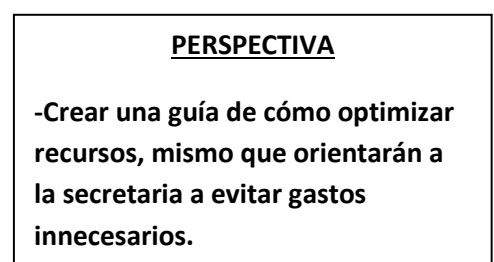 PERSPECTIVA
-Crear una guía de cómo optimizar
recursos, mismo que orientarán a
la secretaria a evitar gastos
innecesarios.